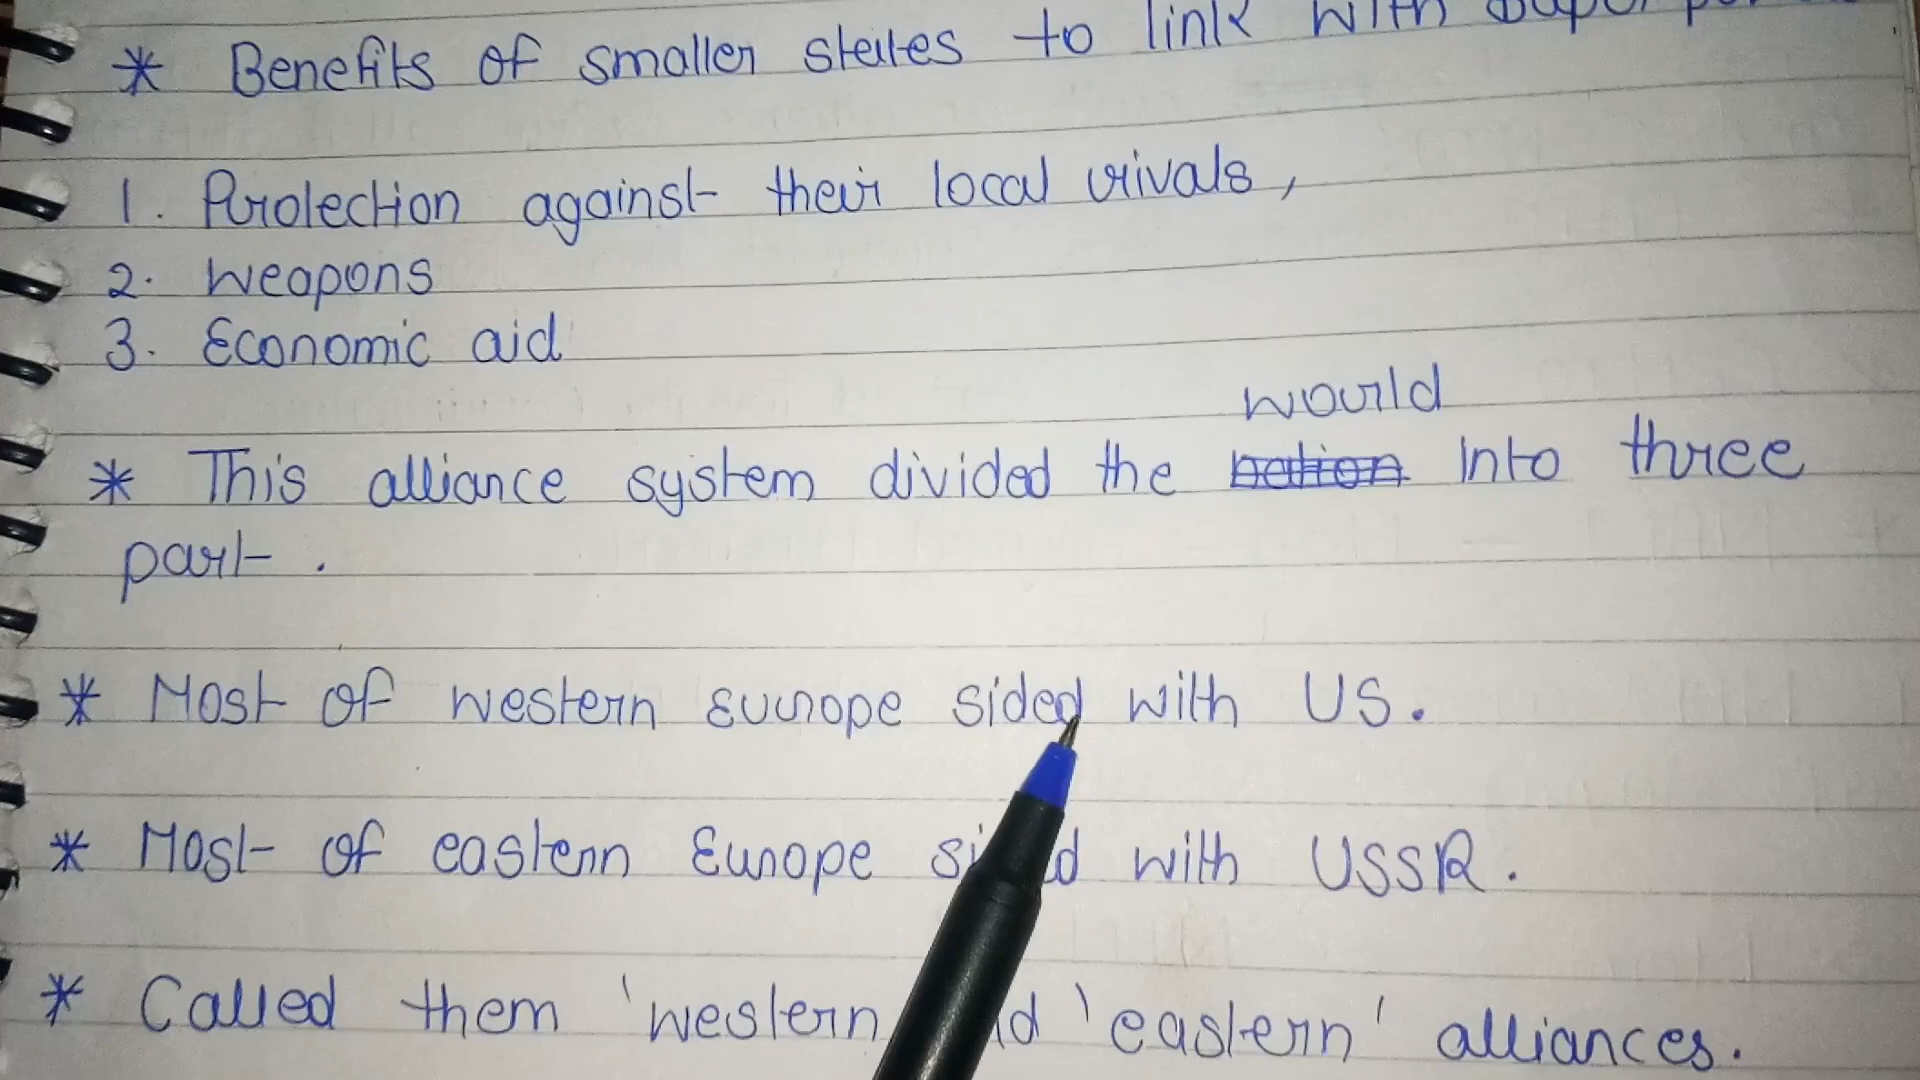 * Benefits of smaller states to link with
1. Protection against their local rivals,
2. Weapons
3. Economic aid
world
* This alliance system divided the nation into three
part .
* Most of western europe sided with US.
* Most of eastern Europe sided with USSR.
* Called them 'western 'eastern' alliances.